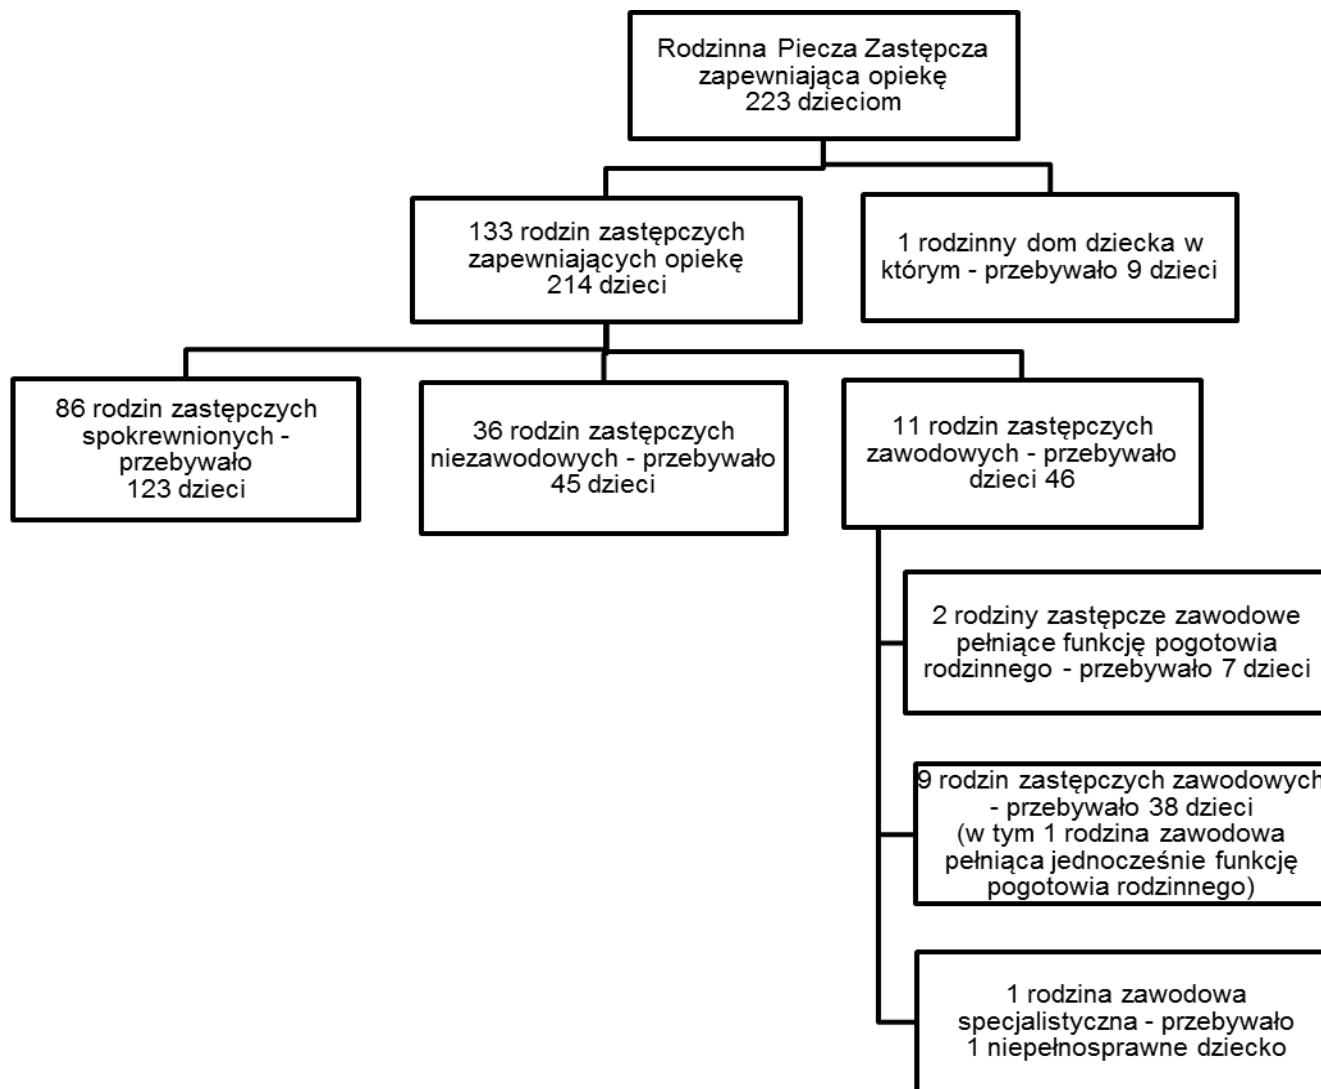 Rodzinna Piecza Zastępcza
zapewniająca opiekę
223 dzieciom
133 rodzin zastępczych
zapewniających opiekę
214 dzieci
1 rodzinny dom dziecka w
którym - przebywało 9 dzieci
86 rodzin zastępczych
spokrewnionych -
przebywało
123 dzieci
36 rodzin zastępczych
niezawodowych - przebywało
45 dzieci
11 rodzin zastępczych
zawodowych - przebywało
dzieci 46
2 rodziny zastępcze zawodowe
pełniące funkcję pogotowia
rodzinnego - przebywało 7 dzieci
9 rodzin zastępczych zawodowych
- przebywało 38 dzieci
(w tym 1 rodzina zawodowa
pełniąca jednocześnie funkcję
pogotowia rodzinnego)
1 rodzina zawodowa
specjalistyczna - przebywało
1 niepełnosprawne dziecko